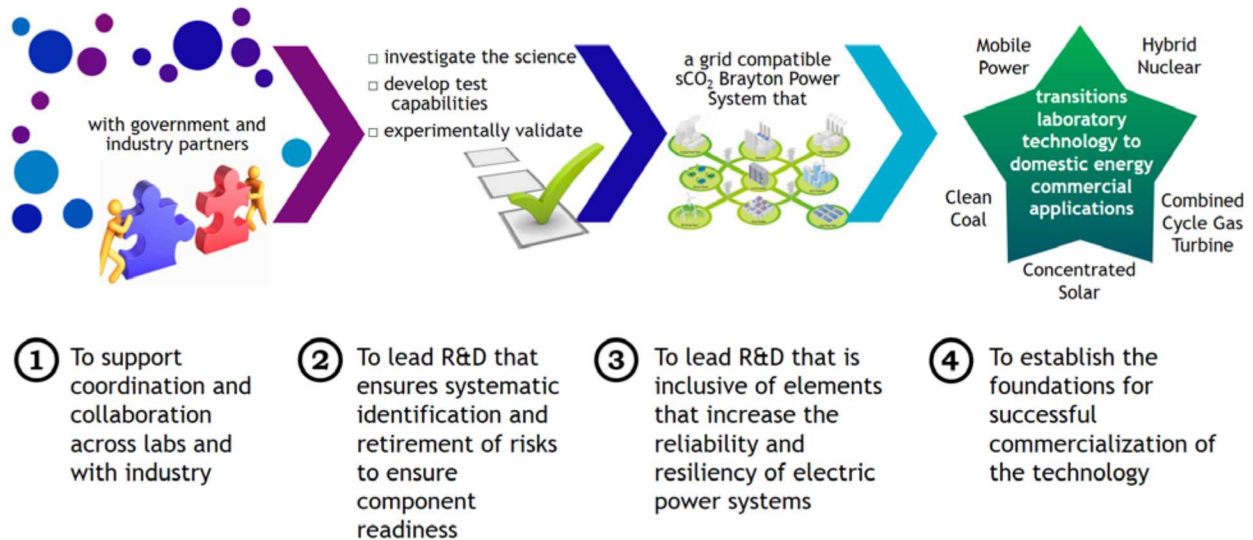 with government and
industry partners
□ investigate the science
□ develop test
capabilities
□ experimentally validate
a grid compatible
sCO₂ Brayton Power
System that
Mobile
Power
Hybrid
Nuclear
transitions
laboratory
technology to
domestic energy
commercial
applications
Clean
Coal
Combined
Cycle Gas
Turbine
Concentrated
Solar
1 To support
coordination and
collaboration
across labs and
with industry
2 To lead R&D that
ensures systematic
identification and
retirement of risks
to ensure
component
readiness
3 To lead R&D that is
inclusive of elements
that increase the
reliability and
resiliency of electric
power systems
4 To establish the
foundations for
successful
commercialization of
the technology